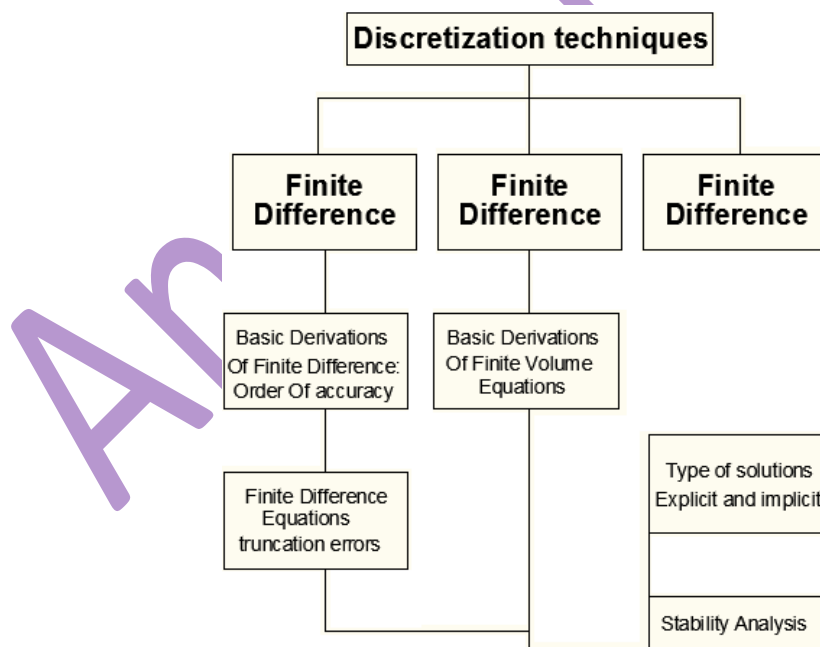 Discretization techniques
Finite
Difference
Finite
Difference
Finite
Difference
Basic Derivations
Of Finite Difference:
Order Of accuracy
Basic Derivations
Of Finite Volume
Equations
Finite Difference
Equations
truncation errors
Type of solutions
Explicit and implicit
Stability Analysis